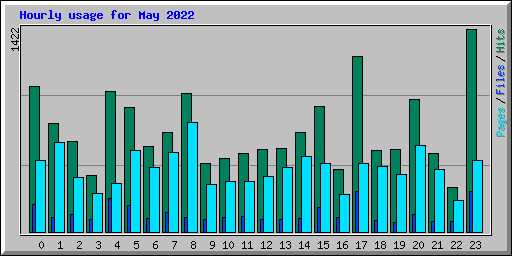 Hourly usage for May 2022
1422
Pages/Files/Hits
0 1 2 3 4 5 6 7 8 9 10 11 12 13 14 15 16 17 18 19 20 21 22 23